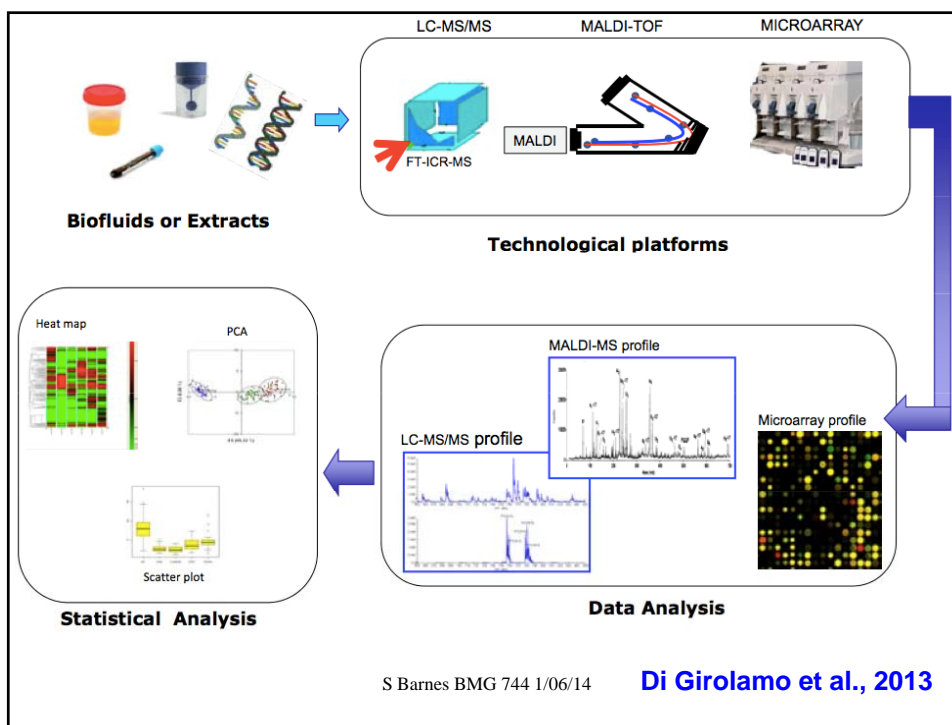 LC-MS/MS
MALDI-TOF
MICROARRAY
MALDI
FT-ICR-MS
Biofluids or Extracts
Technological platforms
Heat map
PCA
MALDI-MS profile
Microarray profile
LC-MS/MS profile
Scatter plot
Statistical Analysis
Data Analysis
S Barnes BMG 744 1/06/14
Di Girolamo et al., 2013